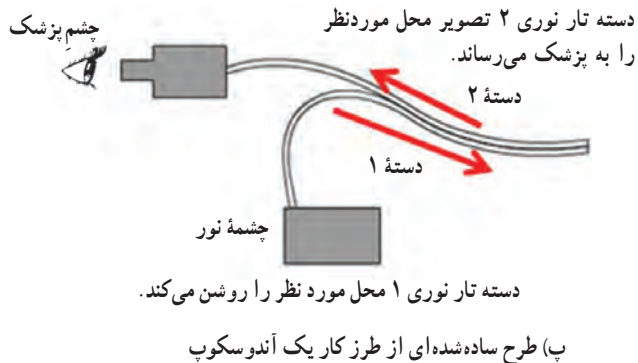 دسته تار نوری ۲ تصویر محل موردنظر
را به پزشک می‌رساند.
چشمِ پزشک
دستهٔ ۲
دستهٔ ۱
چشمهٔ نور
دسته تار نوری ۱ محل مورد نظر را روشن می‌کند.
پ) طرح ساده‌شده‌ای از طرز کار یک آندوسکوپ